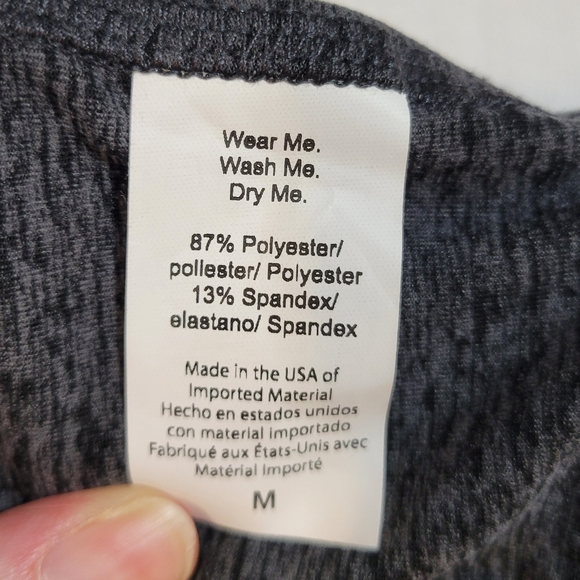 Wear Me.
Wash Me.
Dry Me.
87% Polyester/
poliester/ Polyester
13% Spandex/
elastano/ Spandex
Made in the USA of
Imported Material
Hecho en estados unidos
con material importado
Fabriqué aux États-Unis avec
Matérial Importé
M